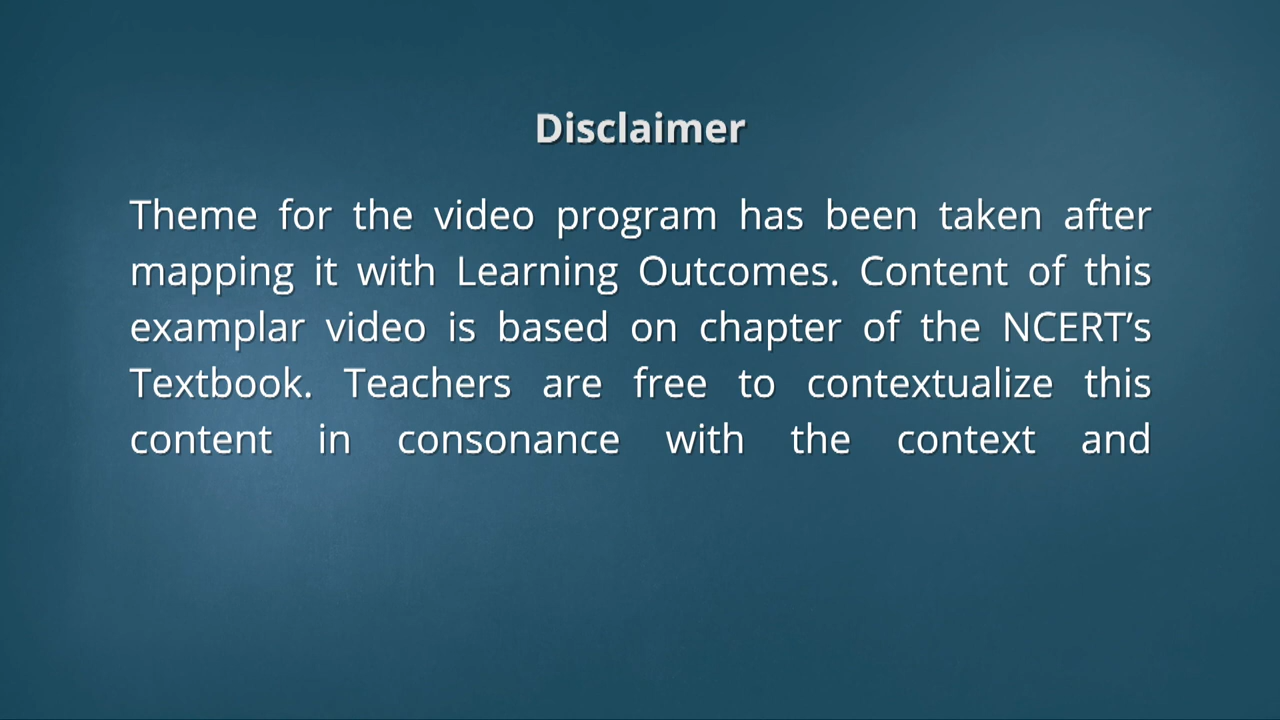 Disclaimer
Theme for the video program has been taken after
mapping it with Learning Outcomes. Content of this
examplar video is based on chapter of the NCERT’s
Textbook. Teachers are free to contextualize this
content in consonance with the context and